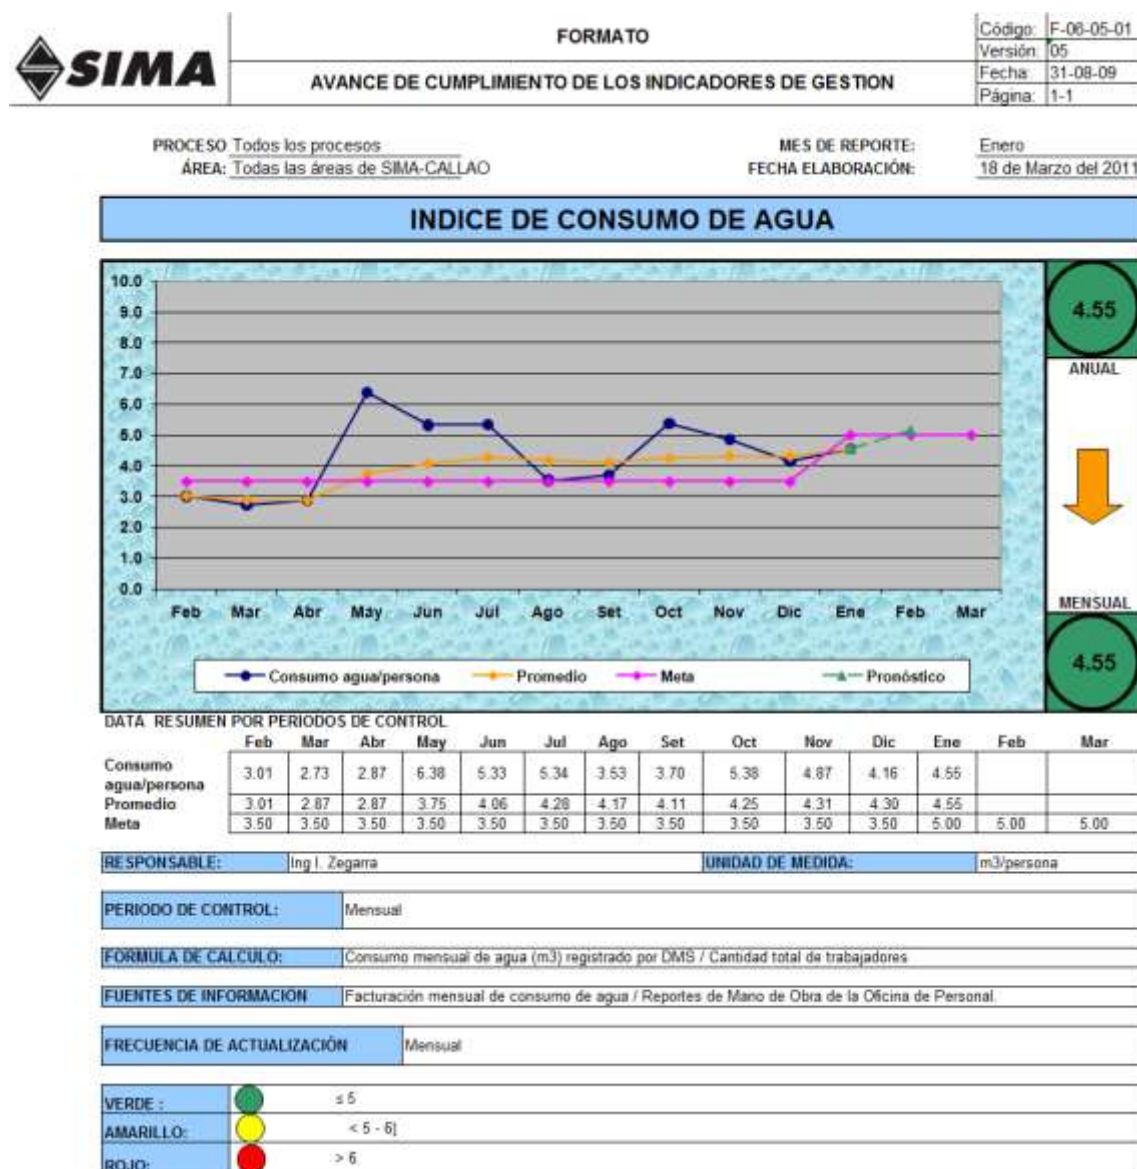 SIMA
FORMATO
AVANCE DE CUMPLIMIENTO DE LOS INDICADORES DE GESTION
Código: F-06-05-01
Versión: 05
Fecha: 31-08-09
Página: 1-1
PROCESO Todos los procesos
MES DE REPORTE: Enero
ÁREA: Todas las áreas de SIMA-CALLAO
FECHA ELABORACIÓN: 18 de Marzo del 2011
INDICE DE CONSUMO DE AGUA
10.0
9.0
8.0
7.0
6.0
5.0
4.0
3.0
2.0
1.0
0.0
Feb Mar Abr May Jun Jul Ago Set Oct Nov Dic Ene Feb Mar
Consumo agua/persona Promedio Meta Pronóstico
4.55
ANUAL
MENSUAL
4.55
DATA RESUMEN POR PERIODOS DE CONTROL
Feb Mar Abr May Jun Jul Ago Set Oct Nov Dic Ene Feb Mar
Consumo agua/persona 3.01 2.73 2.87 6.38 5.33 5.34 3.53 3.70 5.38 4.87 4.16 4.55
Promedio 3.01 2.87 2.87 3.75 4.06 4.28 4.17 4.11 4.25 4.31 4.30 4.55
Meta 3.50 3.50 3.50 3.50 3.50 3.50 3.50 3.50 3.50 3.50 3.50 5.00 5.00 5.00
RESPONSABLE: Ing I. Zegarra UNIDAD DE MEDIDA: m3/persona
PERIODO DE CONTROL: Mensual
FORMULA DE CALCULO: Consumo mensual de agua (m3) registrado por DMS / Cantidad total de trabajadores
FUENTES DE INFORMACION Facturación mensual de consumo de agua / Reportes de Mano de Obra de la Oficina de Personal.
FRECUENCIA DE ACTUALIZACIÓN Mensual
VERDE : ≤ 5
AMARILLO: < 5 - 6]
ROJO: > 6